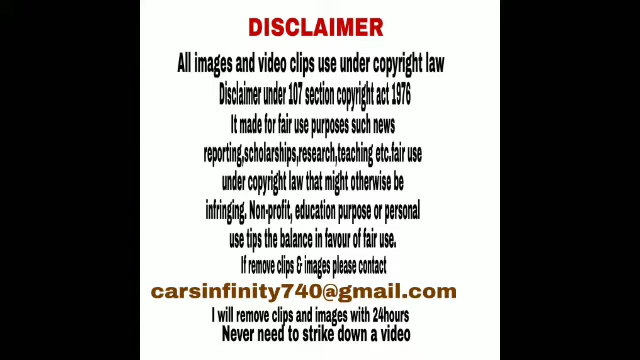 DISCLAIMER
All images and video clips use under copyright law
Disclaimer under 107 section copyright act 1976
It made for fair use purposes such news
reporting,scholarships,research,teaching etc.fair use
under copyright law that might otherwise be
infringing. Non-profit, education purpose or personal
use tips the balance in favour of fair use.
If remove clips & images please contact
carsinfinity740@gmail.com
I will remove clips and images with 24hours
Never need to strike down a video